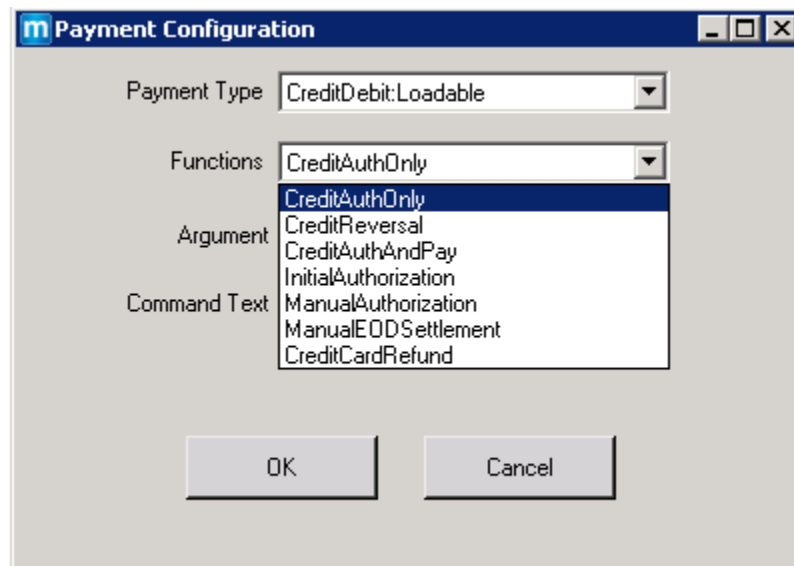 m Payment Configuration
Payment Type CreditDebit:Loadable
Functions CreditAuthOnly
CreditAuthOnly
CreditReversal
Argument CreditAuthAndPay
InitialAuthorization
Command Text ManualAuthorization
ManualEODSettlement
CreditCardRefund
OK Cancel